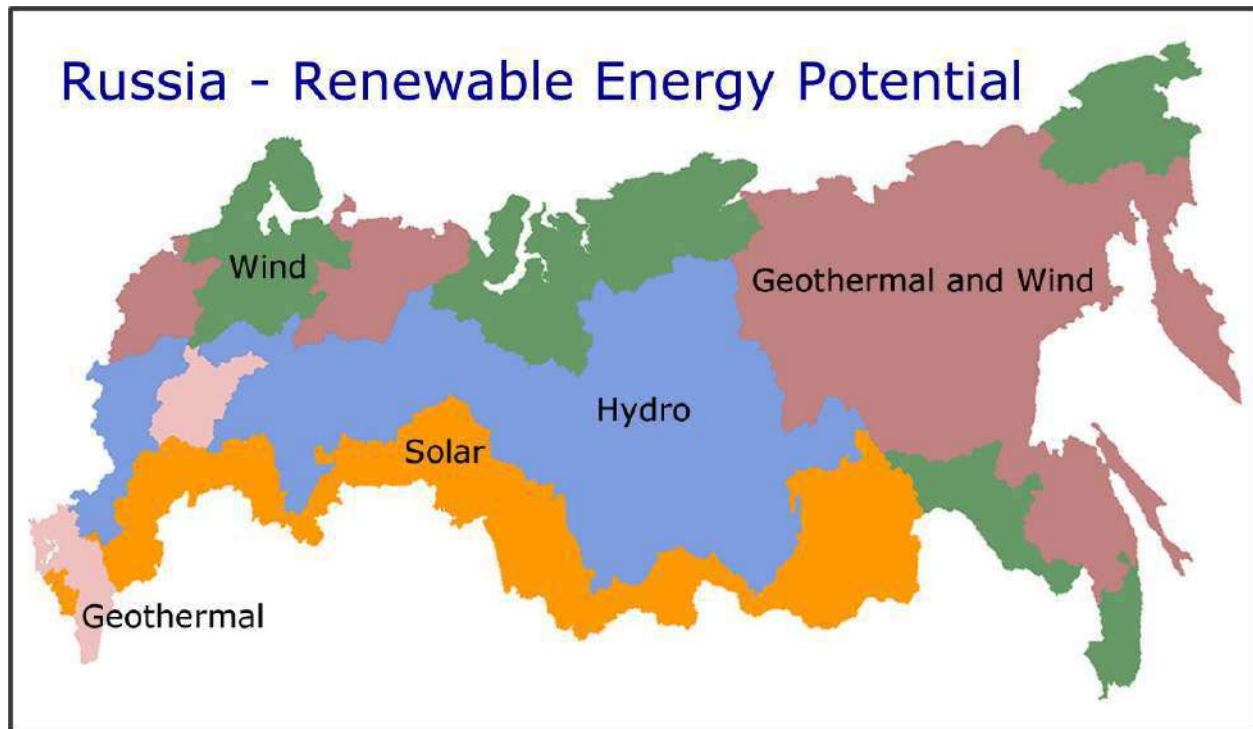 Russia - Renewable Energy Potential
Wind
Geothermal and Wind
Hydro
Solar
Geothermal